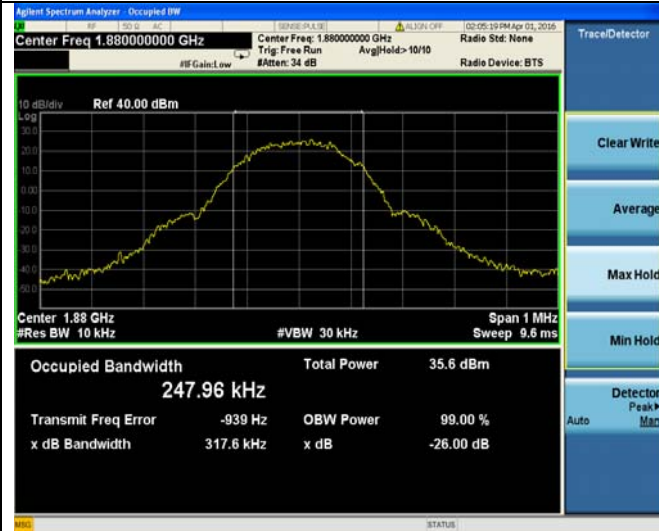 Agilent Spectrum Analyzer - Occupied BW
RF 50 Ω AC SENSE:PULSE ALIGN OFF 02:05:19 PM Apr 01, 2016
Center Freq 1.880000000 GHz
Center Freq: 1.880000000 GHz
Radio Std: None
Trig: Free Run Avg|Hold:> 10/10
#IFGain:Low #Atten: 34 dB Radio Device: BTS
10 dB/div Ref 40.00 dBm
Log
30.0
20.0
10.0
0.00
-10.0
-20.0
-30.0
-40.0
-50.0
Center 1.88 GHz Span 1 MHz
#Res BW 10 kHz #VBW 30 kHz Sweep 9.6 ms
Occupied Bandwidth Total Power 35.6 dBm
247.96 kHz
Transmit Freq Error -939 Hz OBW Power 99.00 %
x dB Bandwidth 317.6 kHz x dB -26.00 dB
MSG STATUS
Trace/Detector
Clear Write
Average
Max Hold
Min Hold
Detector
Peak
Auto Man